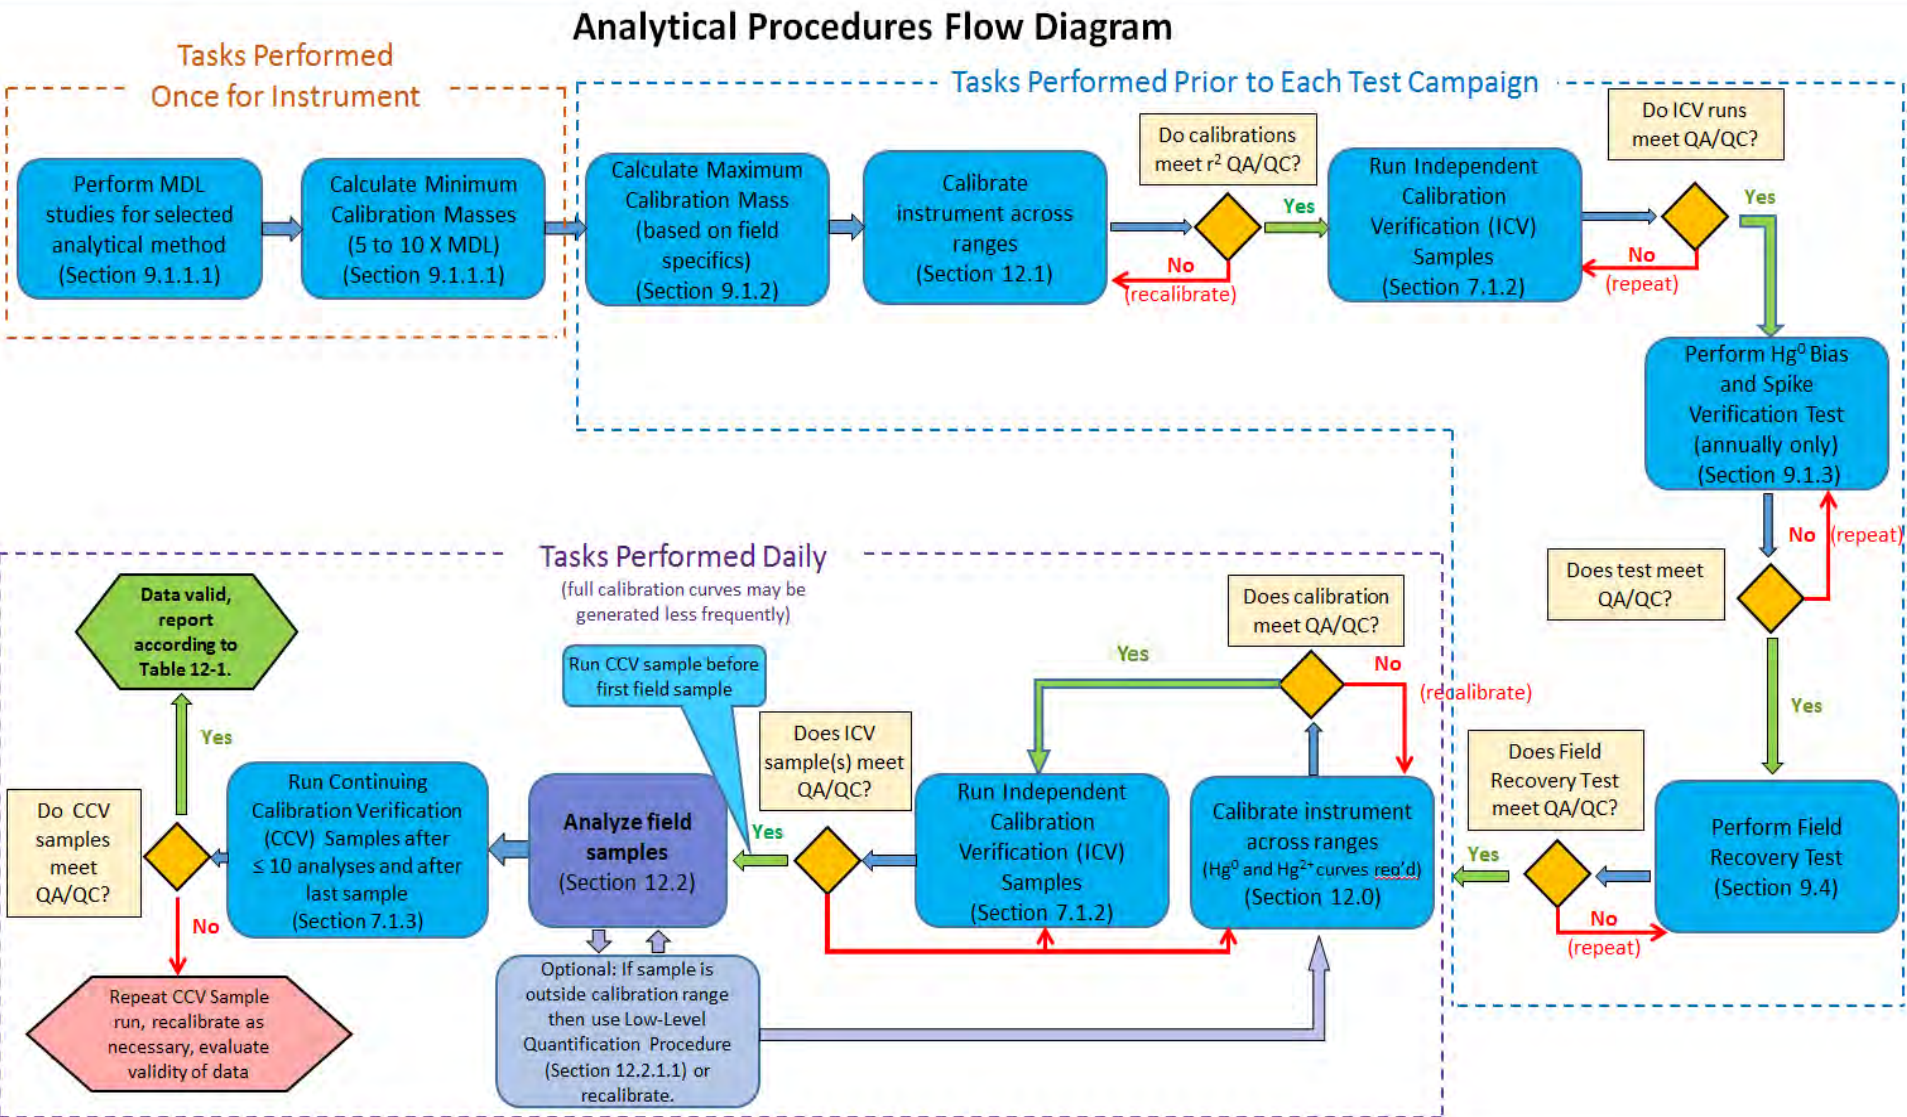 Analytical Procedures Flow Diagram
Tasks Performed
Once for Instrument
Tasks Performed Prior to Each Test Campaign
Perform MDL
studies for selected
analytical method
(Section 9.1.1.1)
Calculate Minimum
Calibration Masses
(5 to 10 X MDL)
(Section 9.1.1.1)
Calculate Maximum
Calibration Mass
(based on field
specifics)
(Section 9.1.2)
Calibrate
instrument across
ranges
(Section 12.1)
Do calibrations
meet r² QA/QC?
Yes
No
(recalibrate)
Run Independent
Calibration
Verification (ICV)
Samples
(Section 7.1.2)
Do ICV runs
meet QA/QC?
Yes
No
(repeat)
Perform Hg⁰ Bias
and Spike
Verification Test
(annually only)
(Section 9.1.3)
No (repeat)
Does test meet
QA/QC?
Yes
Perform Field
Recovery Test
(Section 9.4)
Does Field
Recovery Test
meet QA/QC?
Yes
No
(repeat)
Tasks Performed Daily
(full calibration curves may be
generated less frequently)
Calibrate instrument
across ranges
(Hg⁰ and Hg²⁺ curves req'd)
(Section 12.0)
Does calibration
meet QA/QC?
No
(recalibrate)
Yes
Run Independent
Calibration
Verification (ICV)
Samples
(Section 7.1.2)
Does ICV
sample(s) meet
QA/QC?
Yes
Run CCV sample before
first field sample
Analyze field
samples
(Section 12.2)
Optional: If sample is
outside calibration range
then use Low-Level
Quantification Procedure
(Section 12.2.1.1) or
recalibrate.
Run Continuing
Calibration Verification
(CCV) Samples after
≤ 10 analyses and after
last sample
(Section 7.1.3)
Do CCV
samples
meet
QA/QC?
Yes
Data valid,
report
according to
Table 12-1.
No
Repeat CCV Sample
run, recalibrate as
necessary, evaluate
validity of data